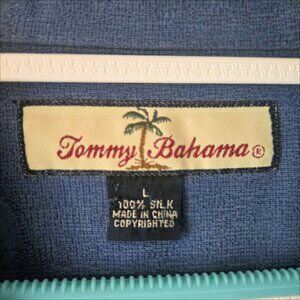 Tommy Bahama®
L
100% SILK
MADE IN CHINA
COPYRIGHTED